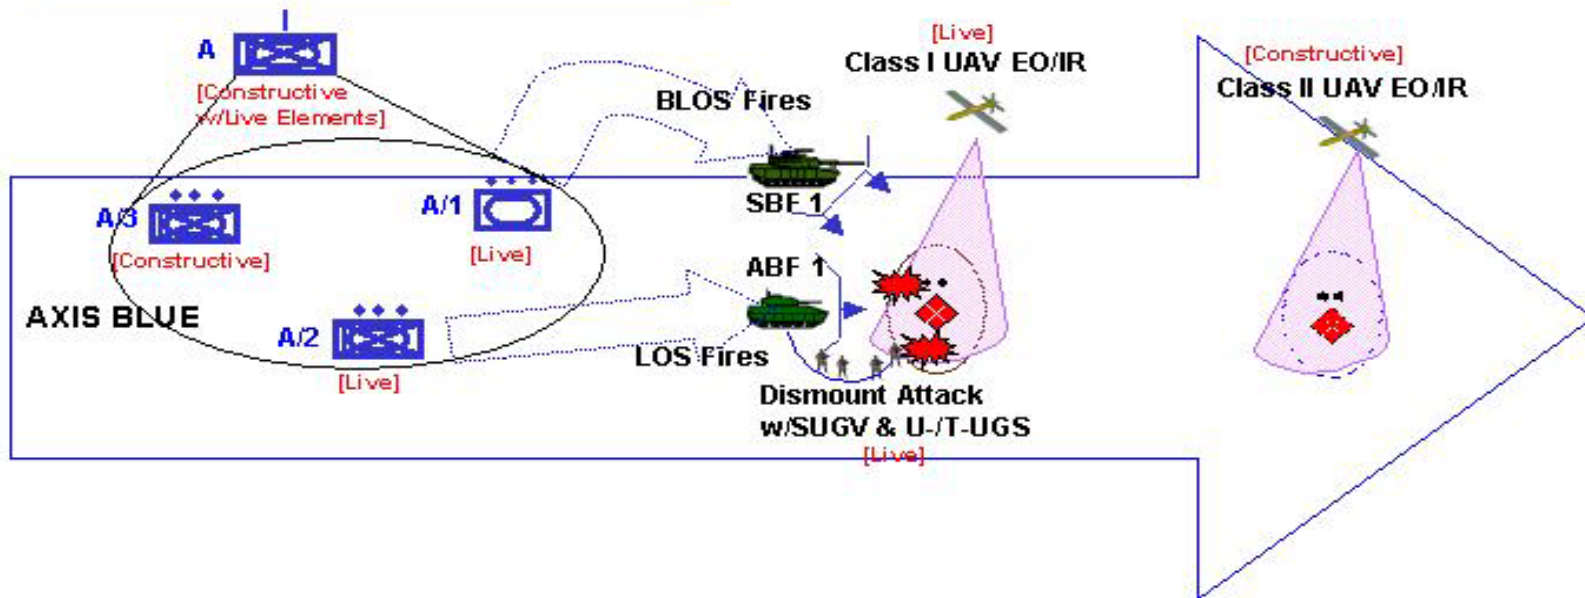 A
[Constructive
w/Live Elements]
A/3
[Constructive]
A/1
[Live]
A/2
[Live]
AXIS BLUE
BLOS Fires
SBF 1
ABF 1
LOS Fires
Dismount Attack
w/SUGV & U-/T-UGS
[Live]
[Live]
Class I UAV EO/IR
[Constructive]
Class II UAV EO/IR